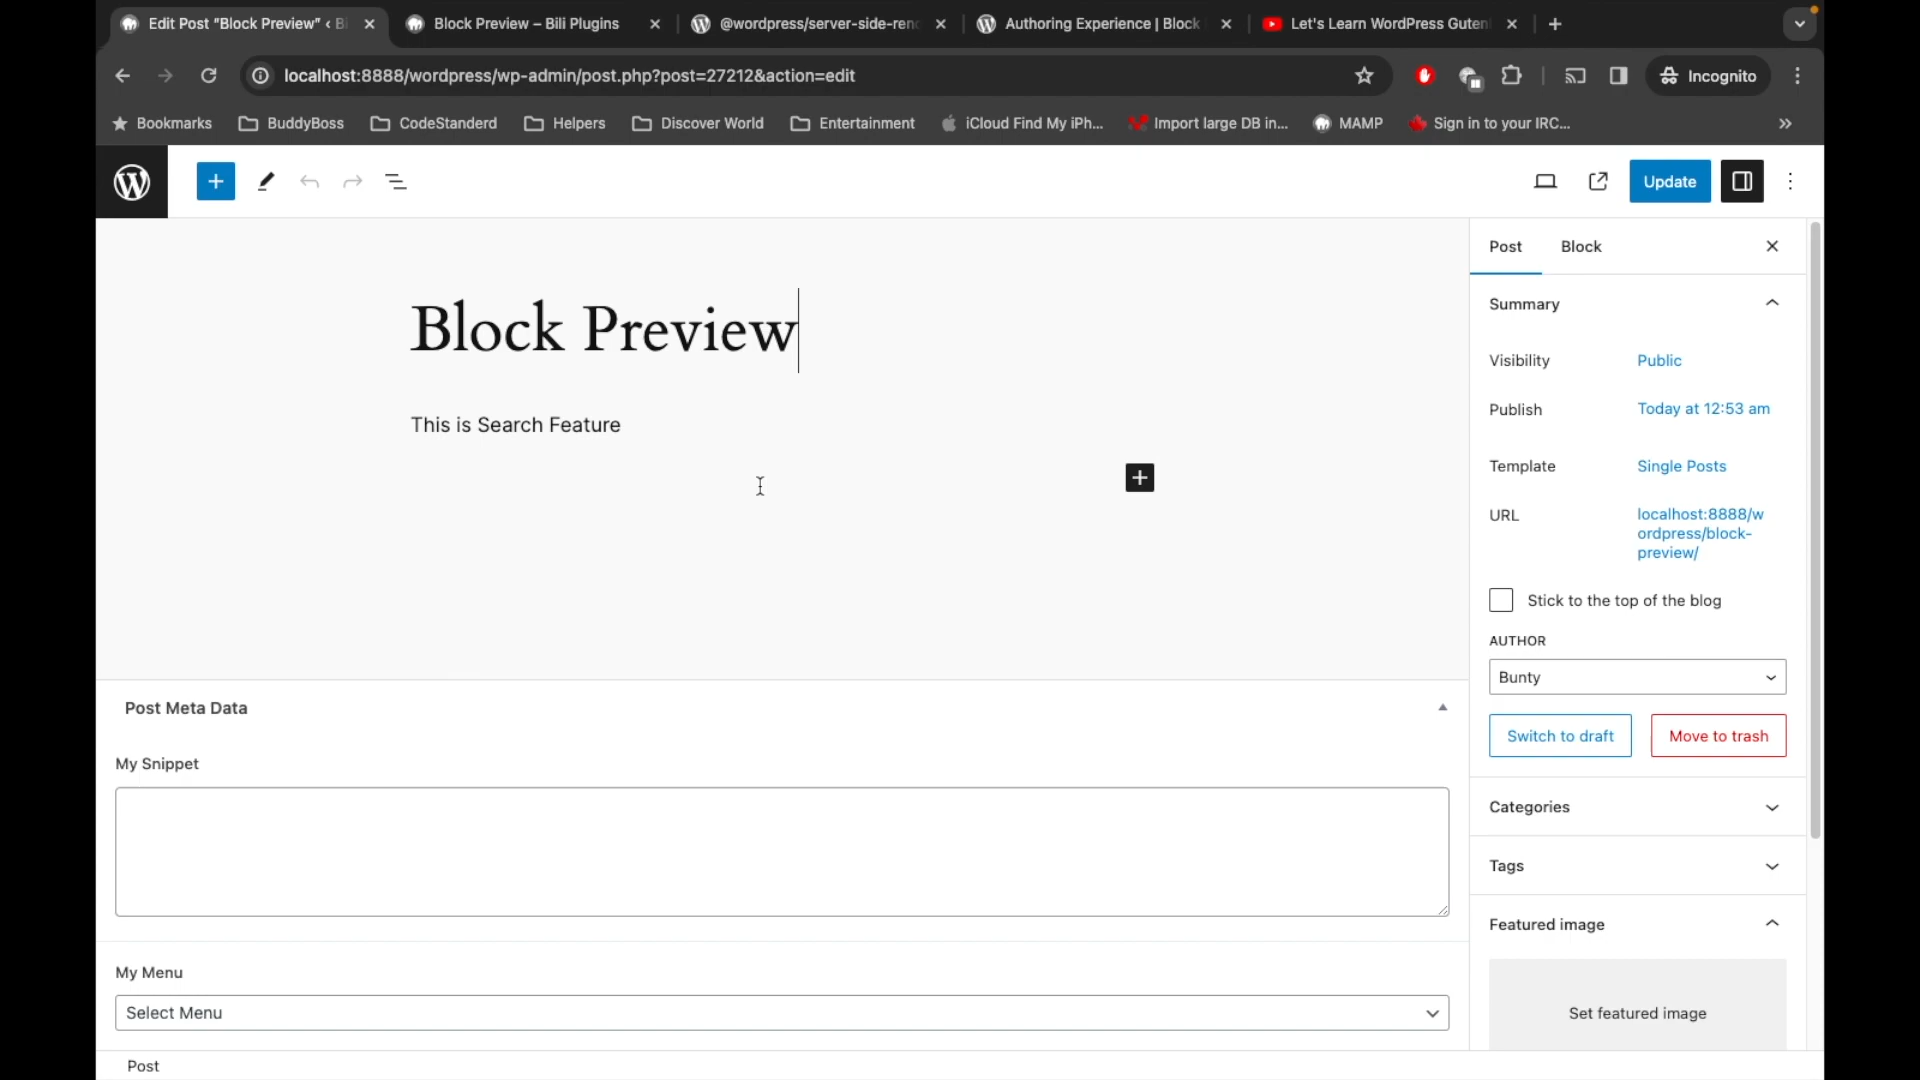 Edit Post "Block Preview" ‹ Bl
Block Preview – Bili Plugins
@wordpress/server-side-ren
Authoring Experience | Block
Let's Learn WordPress Guten
localhost:8888/wordpress/wp-admin/post.php?post=27212&action=edit
Incognito
Bookmarks
BuddyBoss
CodeStanderd
Helpers
Discover World
Entertainment
iCloud Find My iPh...
Import large DB in...
MAMP
Sign in to your IRC...
Update
Post
Block
Block Preview
This is Search Feature
Summary
Visibility
Public
Publish
Today at 12:53 am
Template
Single Posts
URL
localhost:8888/w
ordpress/block-
preview/
Stick to the top of the blog
AUTHOR
Bunty
Switch to draft
Move to trash
Categories
Tags
Featured image
Set featured image
Post Meta Data
My Snippet
My Menu
Select Menu
Post